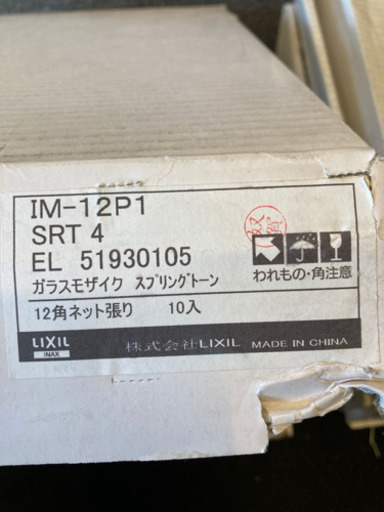 IM-12P1
SRT 4
EL 51930105
ガラスモザイク スプリングトーン
われもの・角注意
12角ネット張り 10入
LIXIL
INAX
株式会社LIXIL MADE IN CHINA